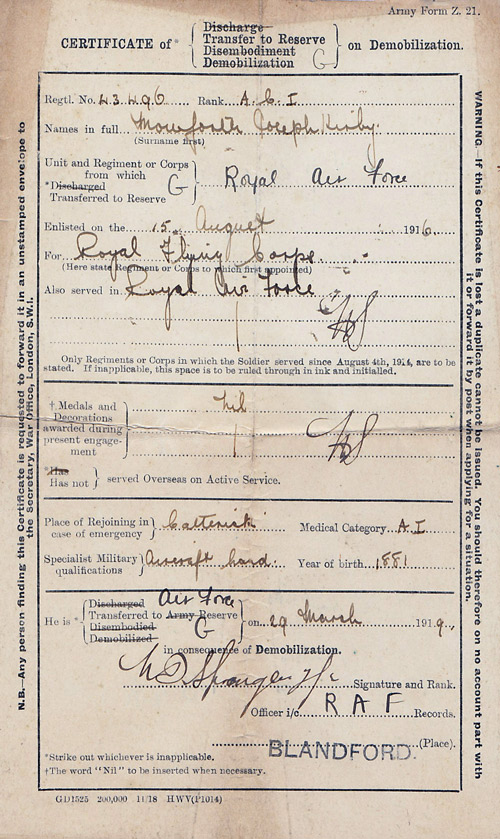 Army Form Z. 21.
CERTIFICATE of *
Discharge
Transfer to Reserve
Disembodiment
Demobilization
G
on Demobilization.
Regtl. No. 43496 Rank A.C.I
Names in full Mowforth Joseph Kirby.
(Surname first)
Unit and Regiment or Corps
from which
*Discharged
Transferred to Reserve
G
Royal Air Force
Enlisted on the 15. August 1916.
For Royal Flying Corps.
(Here state Regiment or Corps to which first appointed)
Also served in Royal Air Force
Only Regiments or Corps in which the Soldier served since August 4th, 1914, are to be
stated. If inapplicable, this space is to be ruled through in ink and initialled.
† Medals and
Decorations
awarded during
present engage-
ment
nil
*Has
Has not
served Overseas on Active Service.
Place of Rejoining in
case of emergency
Catterick
Medical Category A I
Specialist Military
qualifications
Aircraft hand.
Year of birth 1881
He is
Discharged
Transferred to Army Reserve
Air Force
Disembodied
Demobilized
G
on 29 March 1919.
in consequence of Demobilization.
Signature and Rank.
Officer i/c R A F Records.
BLANDFORD. (Place).
*Strike out whichever is inapplicable.
†The word "Nil" to be inserted when necessary.
GD1525 200,000 11/18 HWV(P1014)
N.B.—Any person finding this Certificate is requested to forward it in an unstamped envelope to
the Secretary, War Office, London, S.W.1.
WARNING.—If this Certificate is lost a duplicate cannot be issued. You should therefore on no account part with
it or forward it by post when applying for a situation.